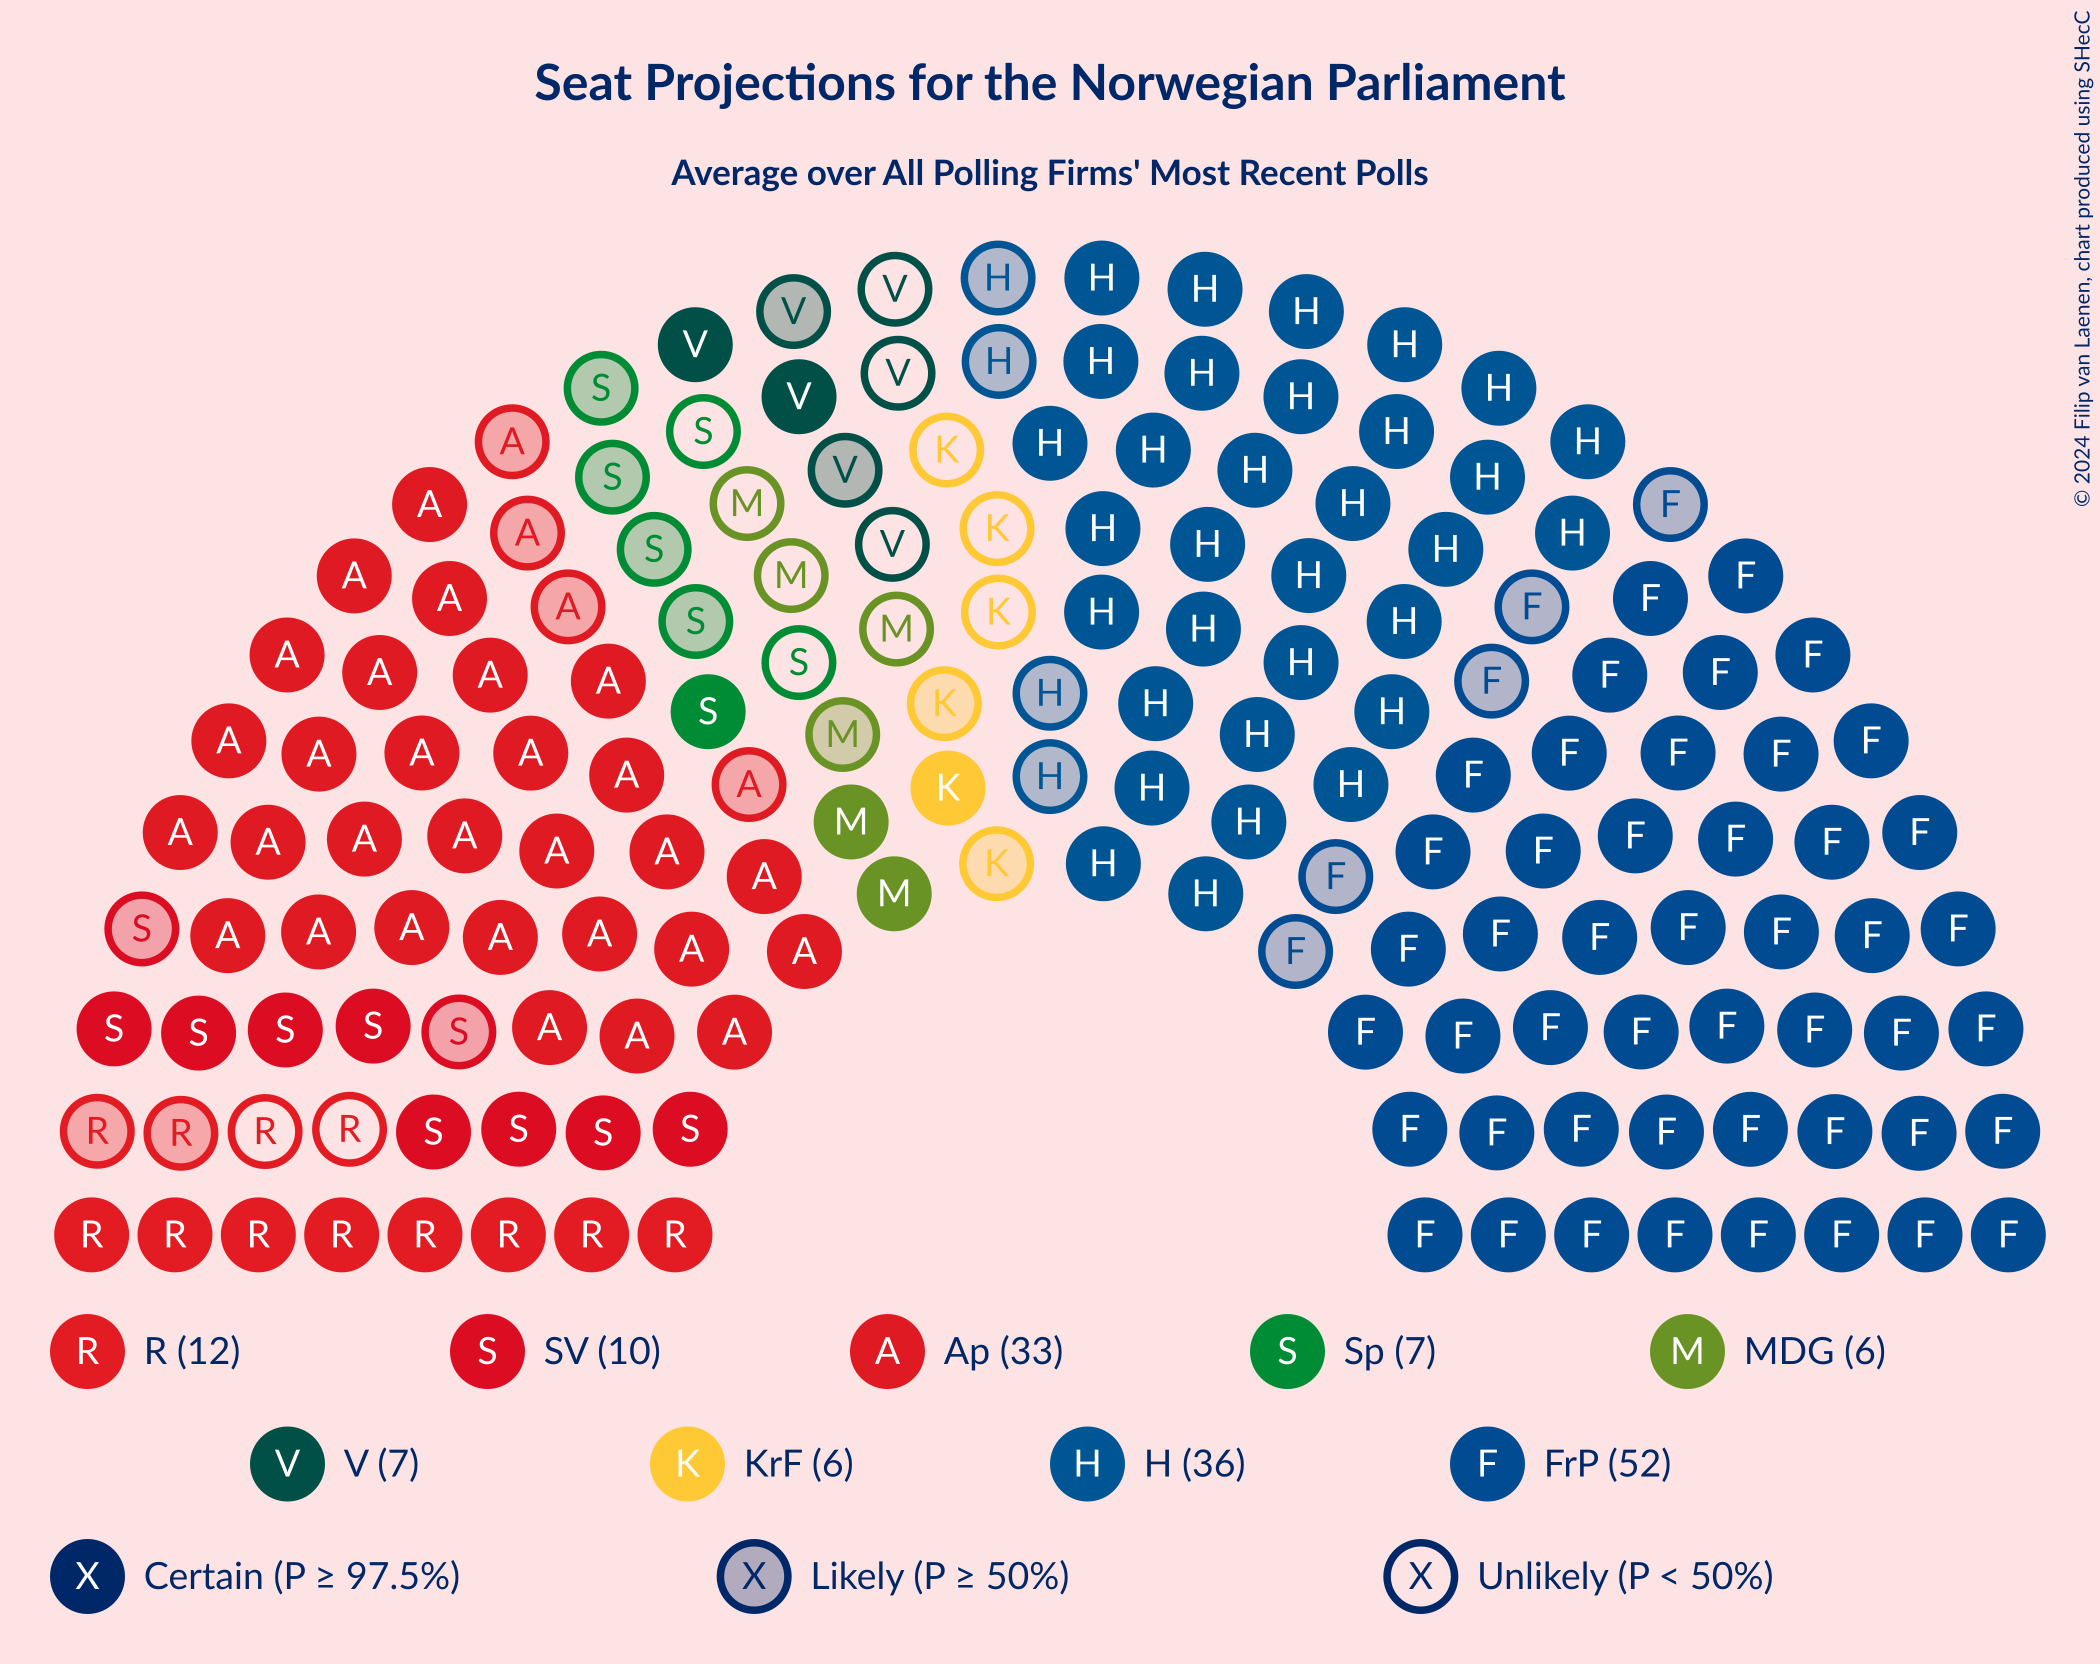 Seat Projections for the Norwegian Parliament
Average over All Polling Firms' Most Recent Polls
© 2024 Filip van Laenen, chart produced using SHecC
V H H H
V V H
V H H H H
V V H H
S S K H H H H
A S V K H H H H
A M K H H H F
A A S M V H H H H
A A S M K H H H F F
A A S S M K H H H H F F F
A A A A S M K H H H F F F F
A A A A A A M K H H H F F F F F F
A A A A A A A M K H H F F F F F F F
S A A A A A A A M H F F F F F F F F
S S S S S A A A F F F F F F F F
R R R R S S S S F F F F F F F F
R R R R R R R R F F F F F F F F
R R (12) S SV (10) A Ap (33) S Sp (7) M MDG (6)
V V (7) K KrF (6) H H (36) F FrP (52)
X Certain (P ≥ 97.5%) X Likely (P ≥ 50%) X Unlikely (P < 50%)